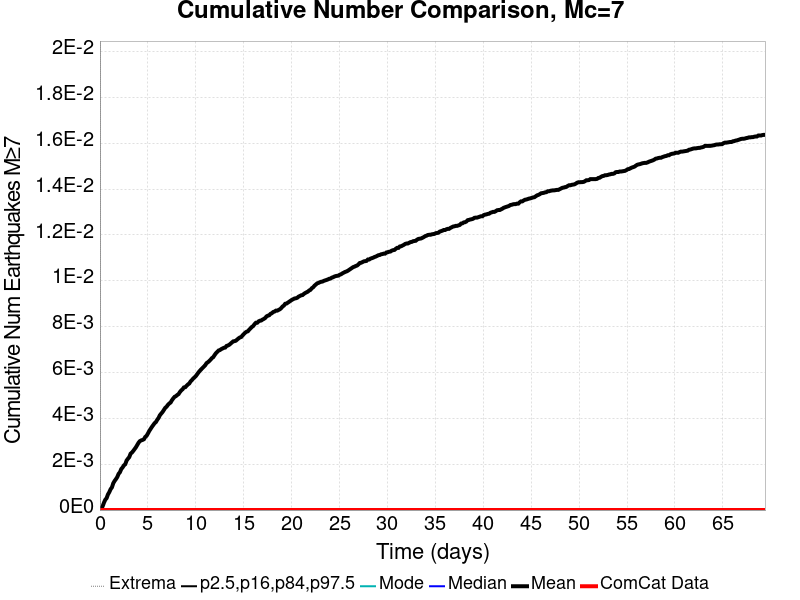 Cumulative Number Comparison, Mc=7
Cumulative Num Earthquakes M≥7
2E-2
1.8E-2
1.6E-2
1.4E-2
1.2E-2
1E-2
8E-3
6E-3
4E-3
2E-3
0E0
0 5 10 15 20 25 30 35 40 45 50 55 60 65
Time (days)
Extrema p2.5,p16,p84,p97.5 Mode Median Mean ComCat Data